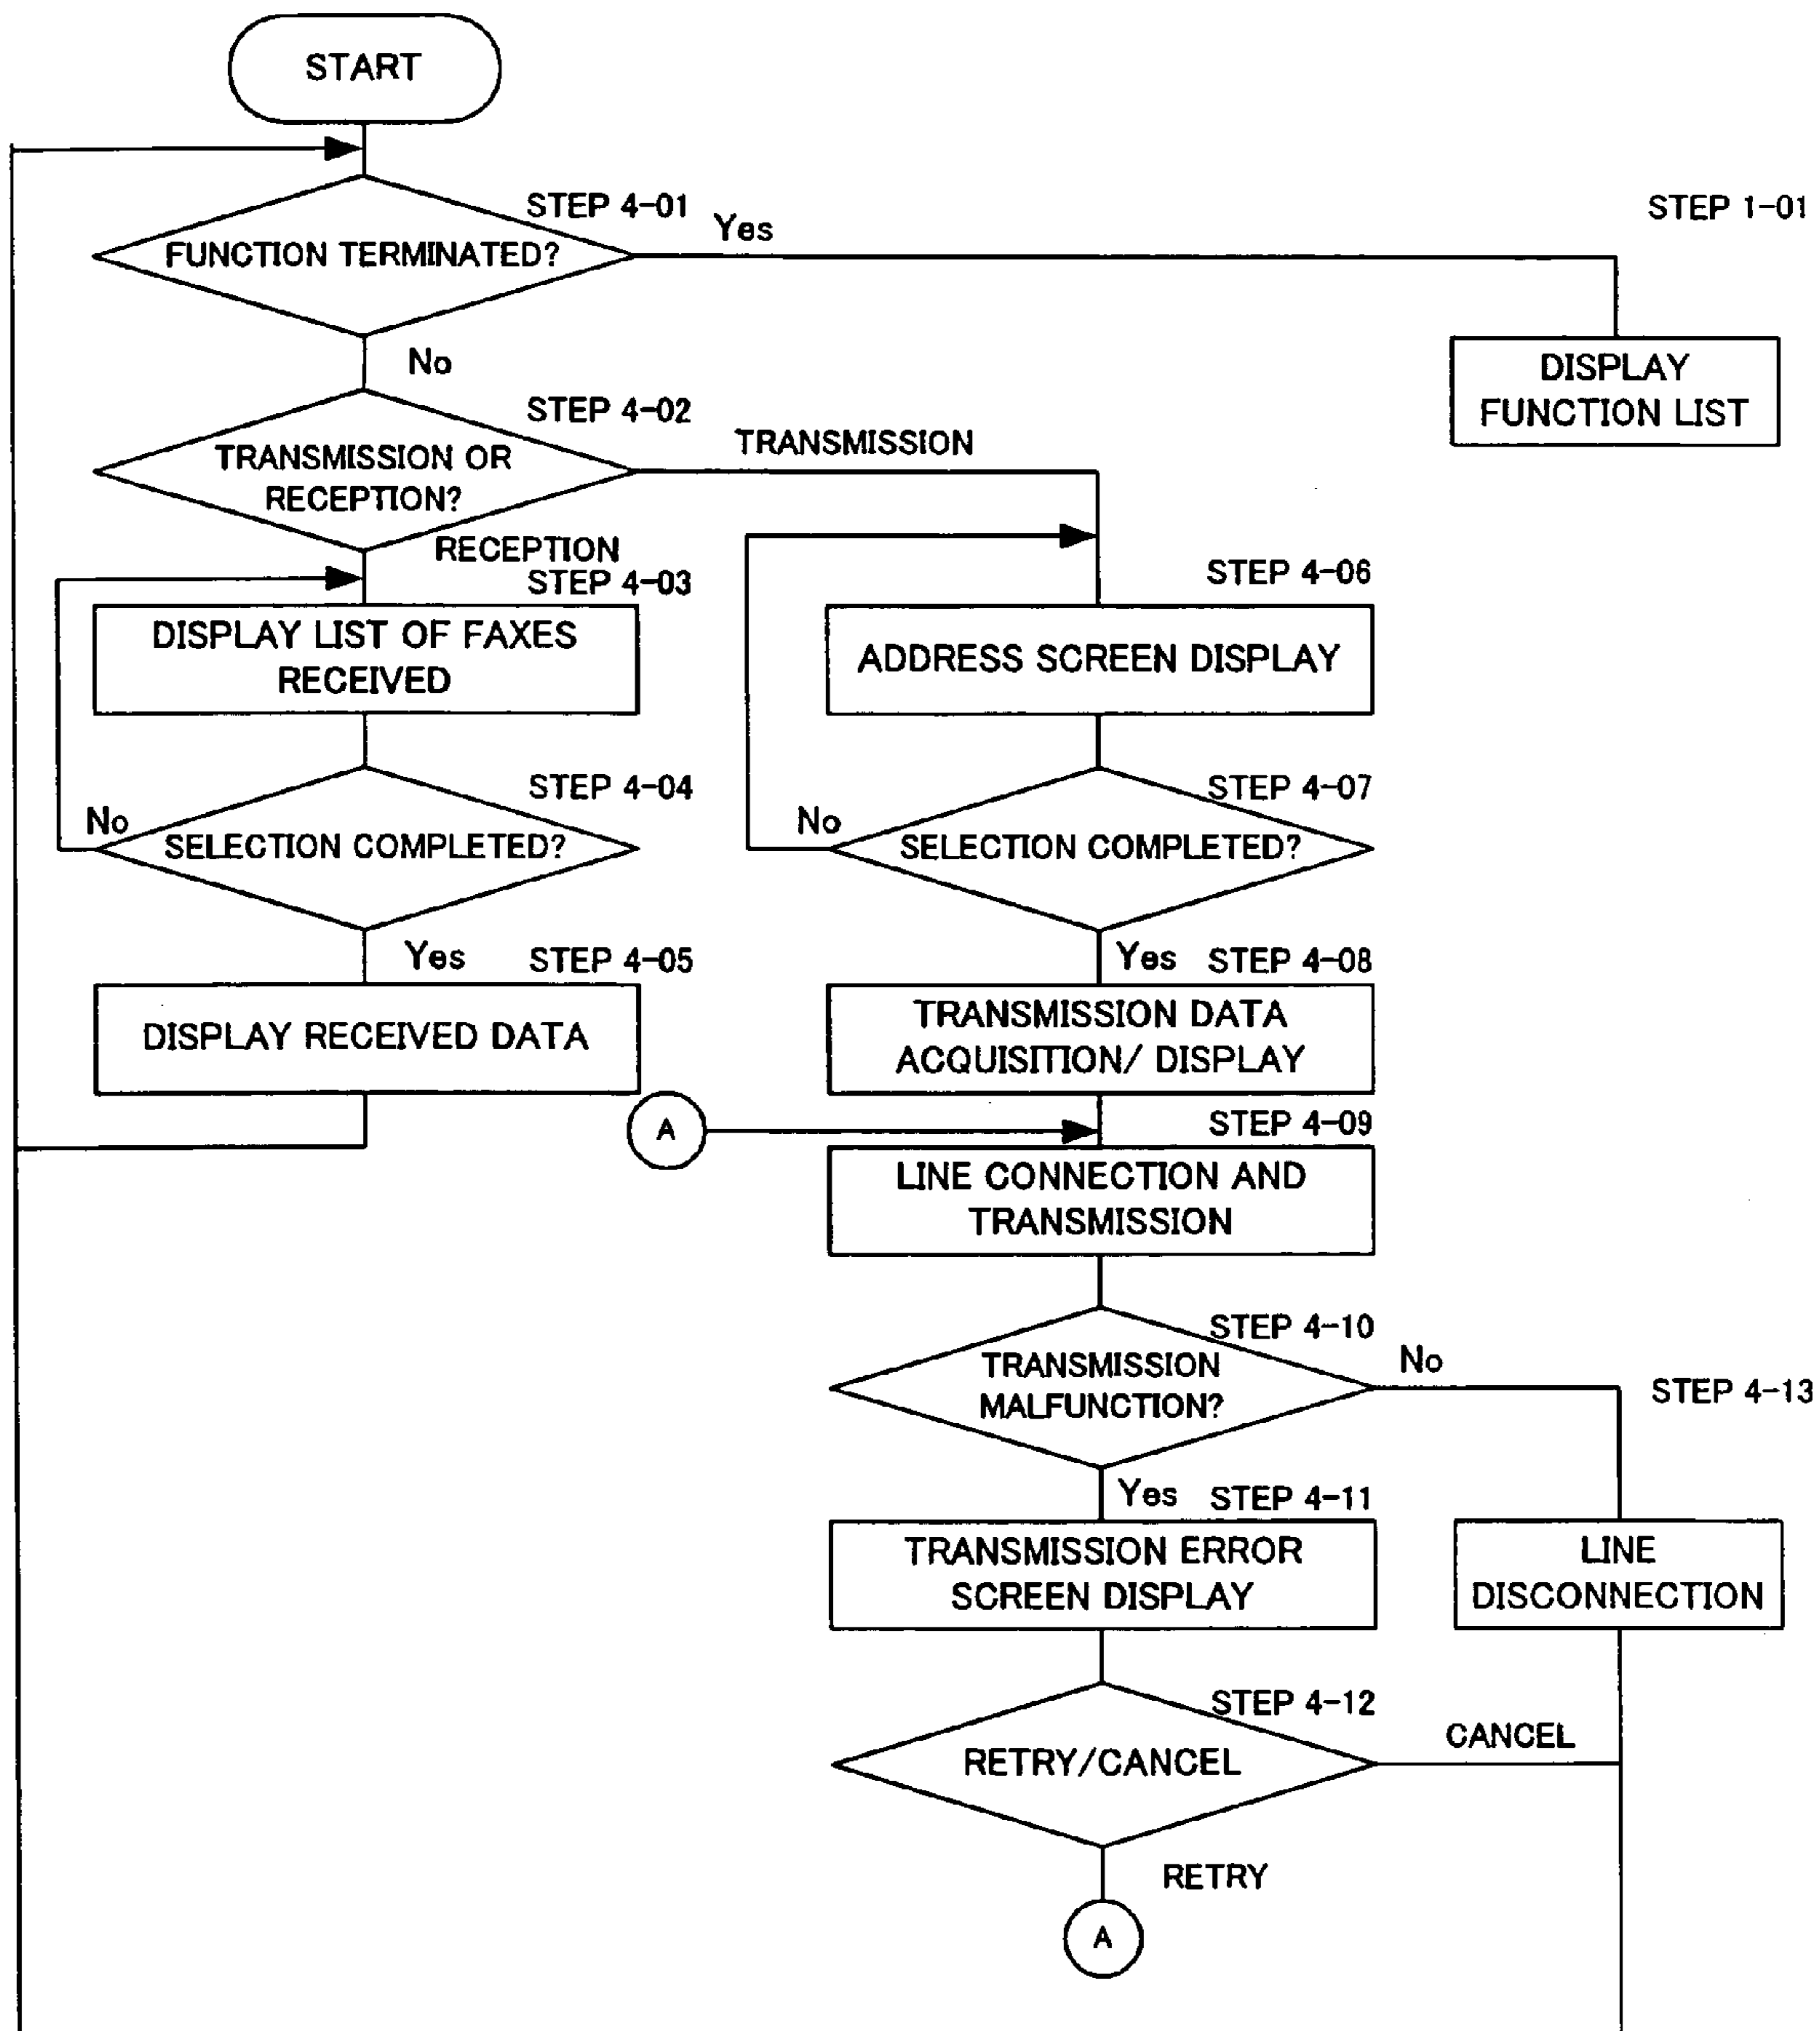 START
STEP 4-01
Yes
STEP 1-01
FUNCTION TERMINATED?
No
DISPLAY
FUNCTION LIST
STEP 4-02
TRANSMISSION
TRANSMISSION OR
RECEPTION?
RECEPTION
STEP 4-03
STEP 4-06
DISPLAY LIST OF FAXES
RECEIVED
ADDRESS SCREEN DISPLAY
STEP 4-04
STEP 4-07
No
SELECTION COMPLETED?
No
SELECTION COMPLETED?
Yes
STEP 4-05
Yes
STEP 4-08
DISPLAY RECEIVED DATA
TRANSMISSION DATA
ACQUISITION/ DISPLAY
A
STEP 4-09
LINE CONNECTION AND
TRANSMISSION
STEP 4-10
TRANSMISSION
MALFUNCTION?
No
STEP 4-13
Yes
STEP 4-11
TRANSMISSION ERROR
SCREEN DISPLAY
LINE
DISCONNECTION
STEP 4-12
RETRY/CANCEL
CANCEL
RETRY
A